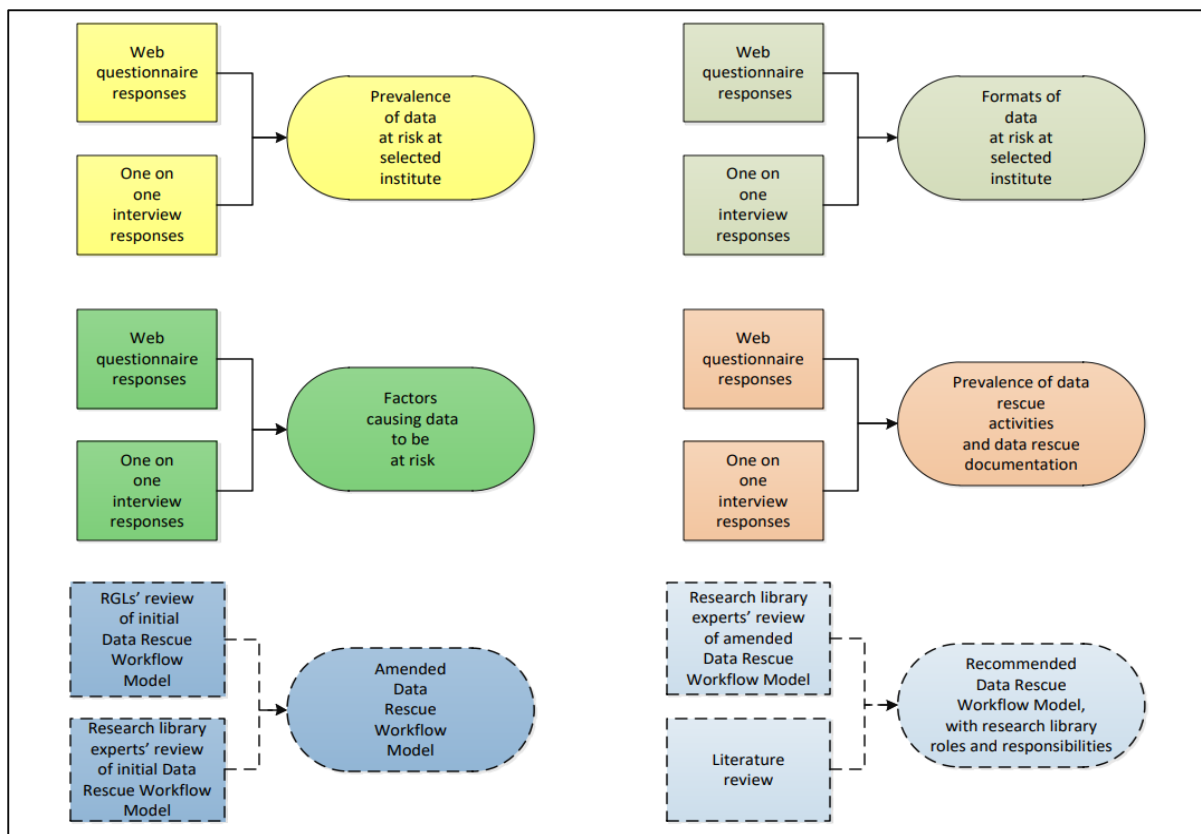 Web
questionnaire
responses
One on
one
interview
responses
Prevalence
of data
at risk at
selected
institute
Web
questionnaire
responses
One on
one
interview
responses
Formats of
data
at risk at
selected
institute
Web
questionnaire
responses
One on
one
interview
responses
Factors
causing data
to be
at risk
Web
questionnaire
responses
One on
one
interview
responses
Prevalence of data
rescue
activities
and data rescue
documentation
RGLs' review
of initial
Data Rescue
Workflow
Model
Research library
experts' review
of initial Data
Rescue Workflow
Model
Amended
Data
Rescue
Workflow
Model
Research library
experts' review
of amended
Data Rescue
Workflow Model
Literature
review
Recommended
Data Rescue
Workflow Model,
with research library
roles and responsibilities